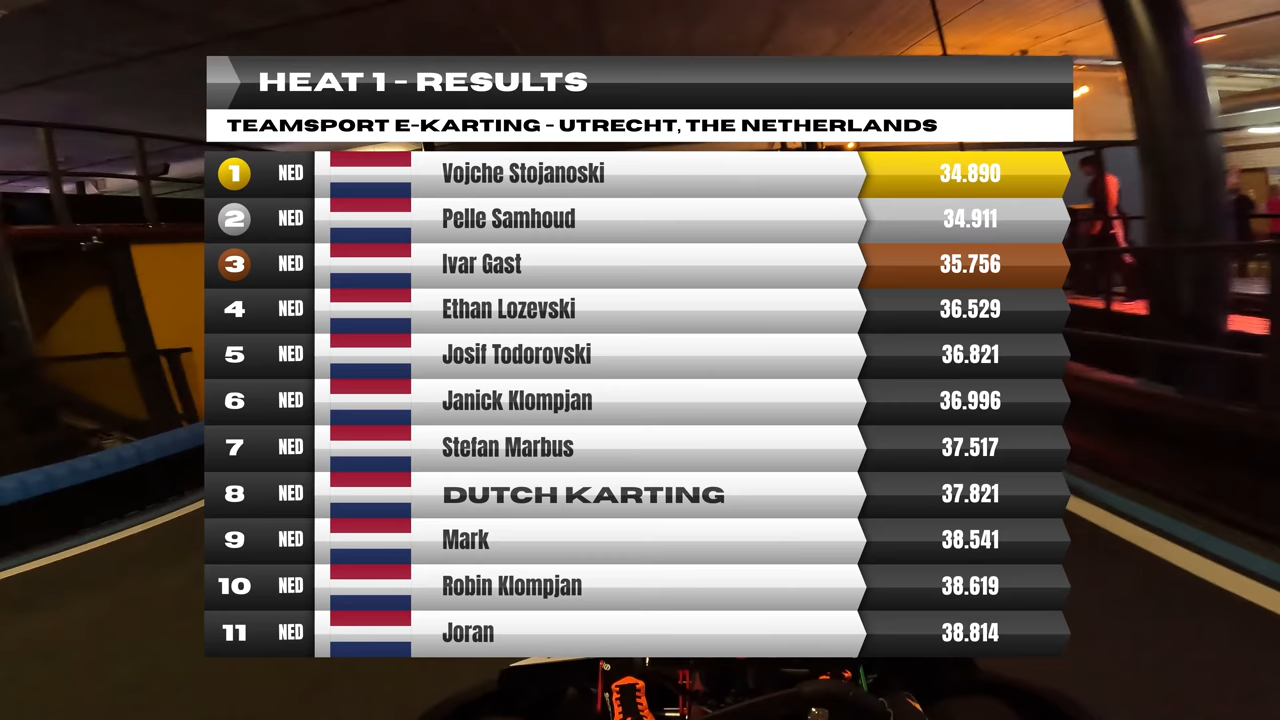 HEAT 1 - RESULTS
TEAMSPORT E-KARTING - UTRECHT, THE NETHERLANDS
1 NED Vojche Stojanoski 34.890
2 NED Pelle Samhoud 34.911
3 NED Ivar Gast 35.756
4 NED Ethan Lozevski 36.529
5 NED Josif Todorovski 36.821
6 NED Janick Klompjan 36.996
7 NED Stefan Marbus 37.517
8 NED DUTCH KARTING 37.821
9 NED Mark 38.541
10 NED Robin Klompjan 38.619
11 NED Joran 38.814